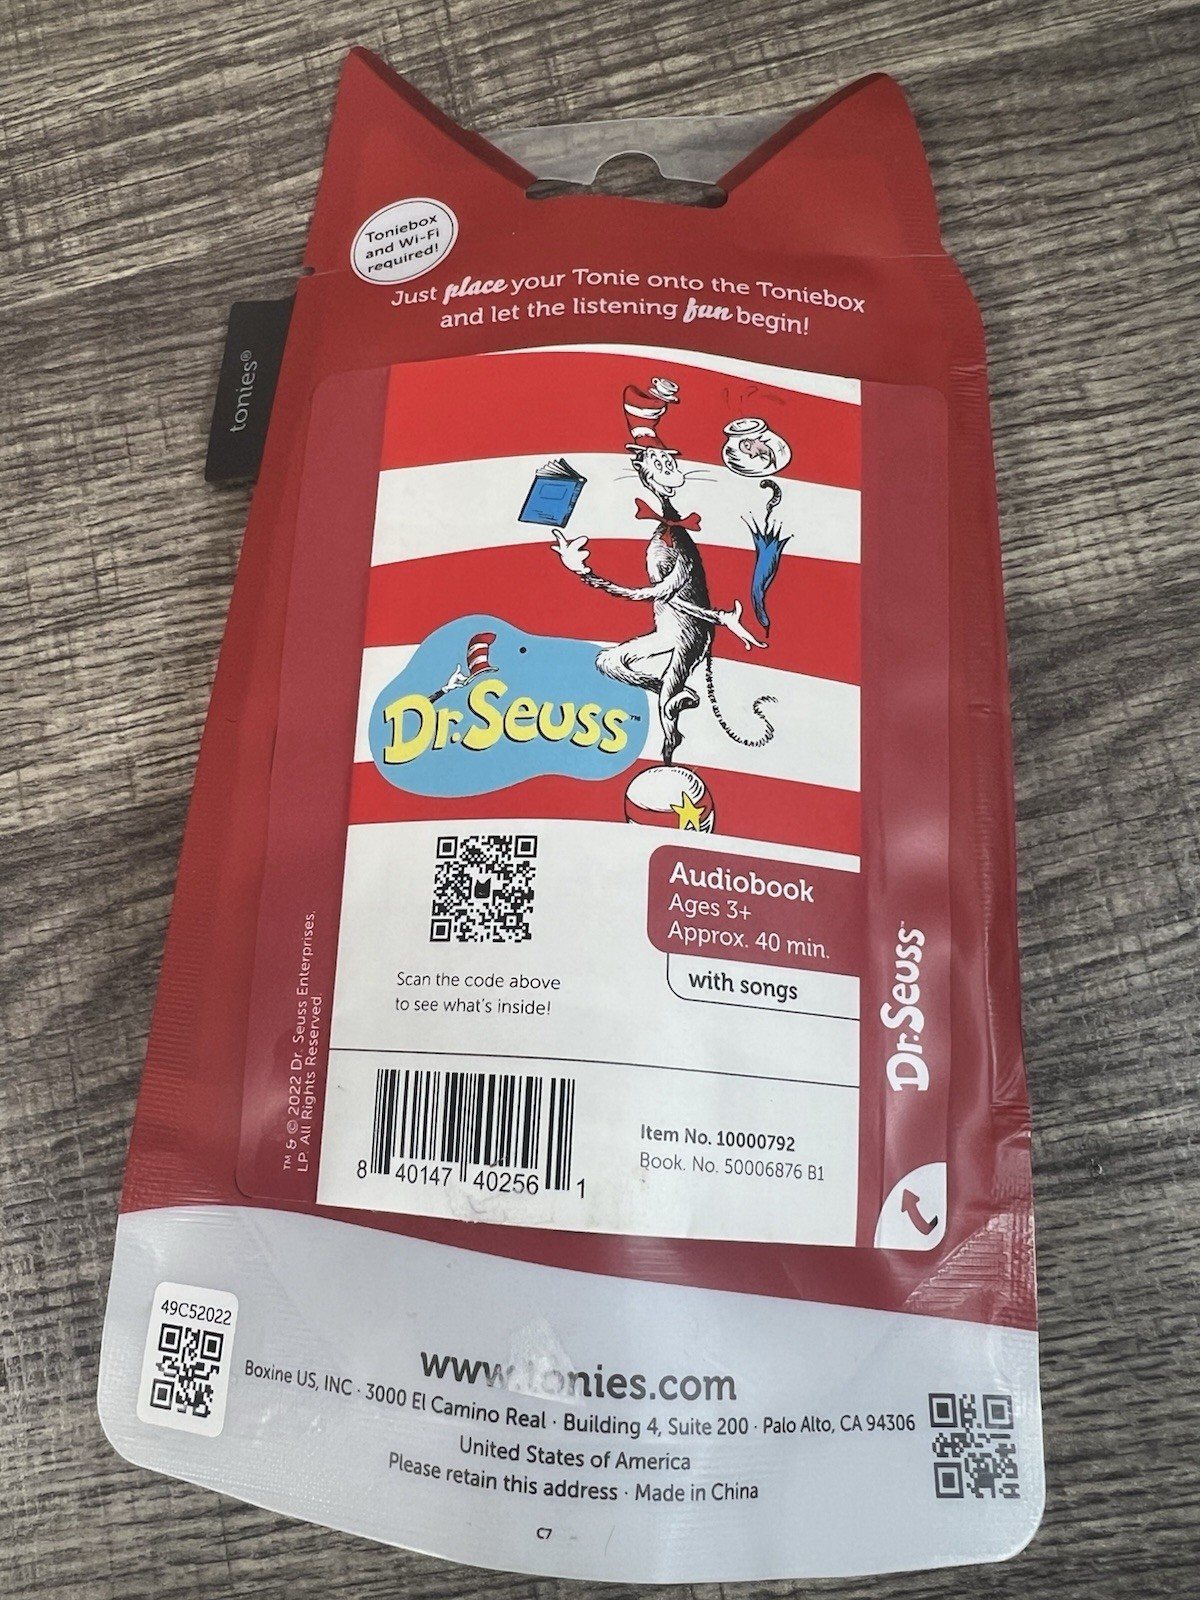 Toniebox
and Wi-Fi
required!
Just place your Tonie onto the Toniebox
and let the listening fun begin!
tonies®
Dr. Seuss™
Audiobook
Ages 3+
Approx. 40 min.
with songs
Scan the code above
to see what's inside!
Dr. Seuss™
TM & © 2022 Dr. Seuss Enterprises,
LP. All Rights Reserved.
8 40147 40256 1
Item No. 10000792
Book. No. 50006876 B1
49C52022
www.tonies.com
Boxine US, INC · 3000 El Camino Real · Building 4, Suite 200 · Palo Alto, CA 94306
United States of America
Please retain this address · Made in China
C7